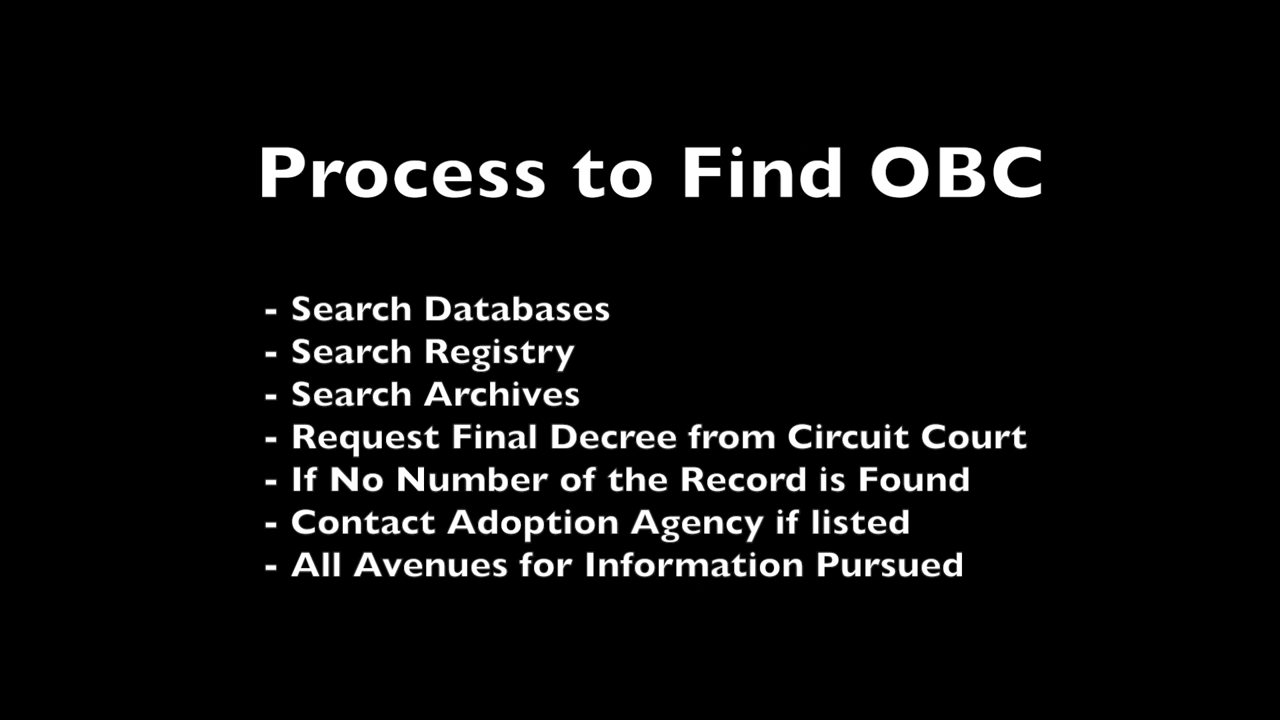 Process to Find OBC
- Search Databases
- Search Registry
- Search Archives
- Request Final Decree from Circuit Court
- If No Number of the Record is Found
- Contact Adoption Agency if listed
- All Avenues for Information Pursued